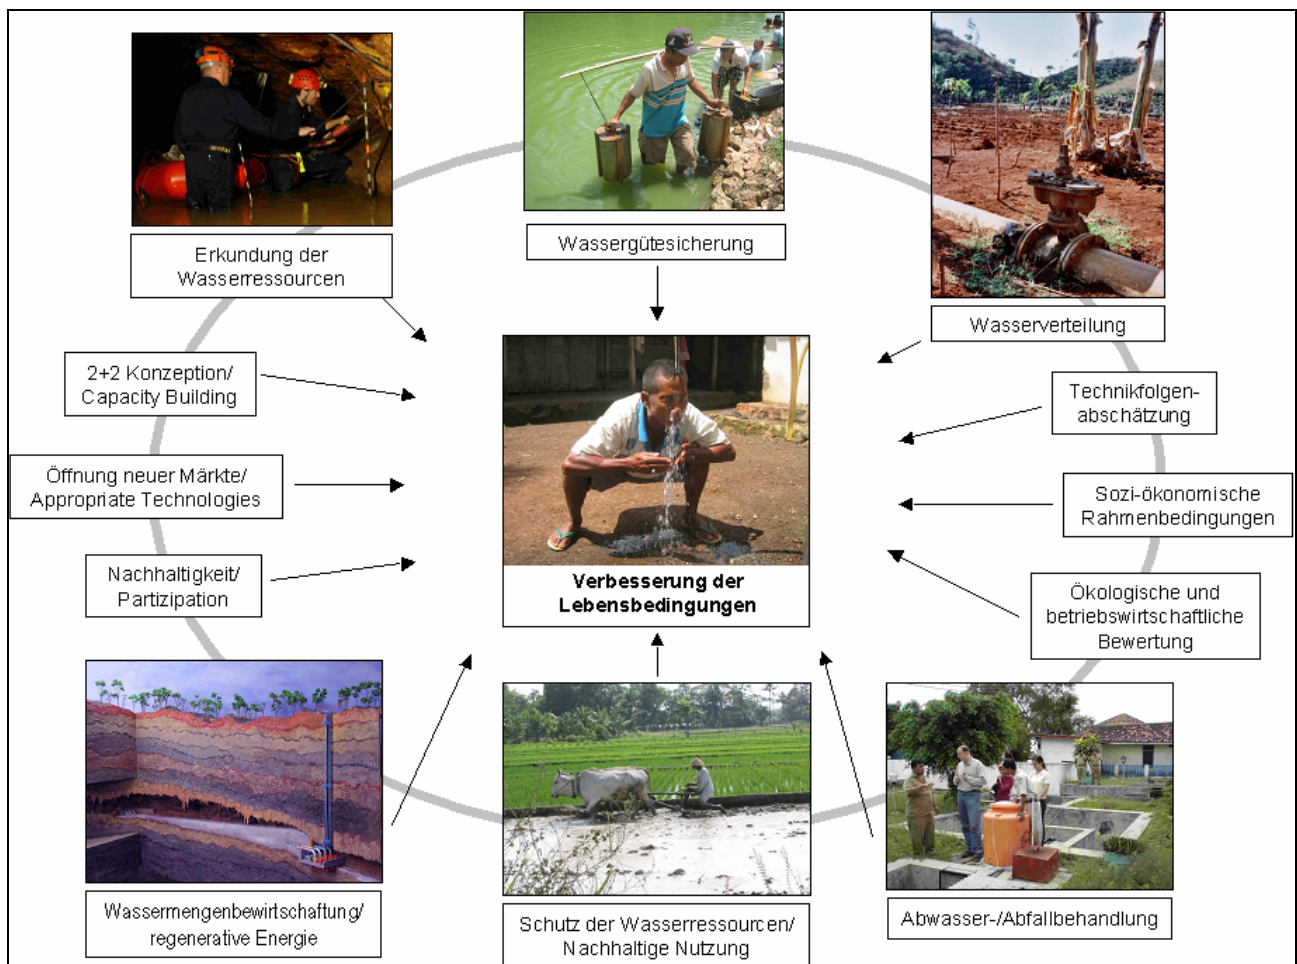 Erkundung der
Wasserressourcen
Wassergütesicherung
Wasserverteilung
2+2 Konzeption/
Capacity Building
Technikfolgen-
abschätzung
Öffnung neuer Märkte/
Appropriate Technologies
Sozi-ökonomische
Rahmenbedingungen
Nachhaltigkeit/
Partizipation
Verbesserung der
Lebensbedingungen
Ökologische und
betriebswirtschaftliche
Bewertung
Wassermengenbewirtschaftung/
regenerative Energie
Schutz der Wasserressourcen/
Nachhaltige Nutzung
Abwasser-/Abfallbehandlung